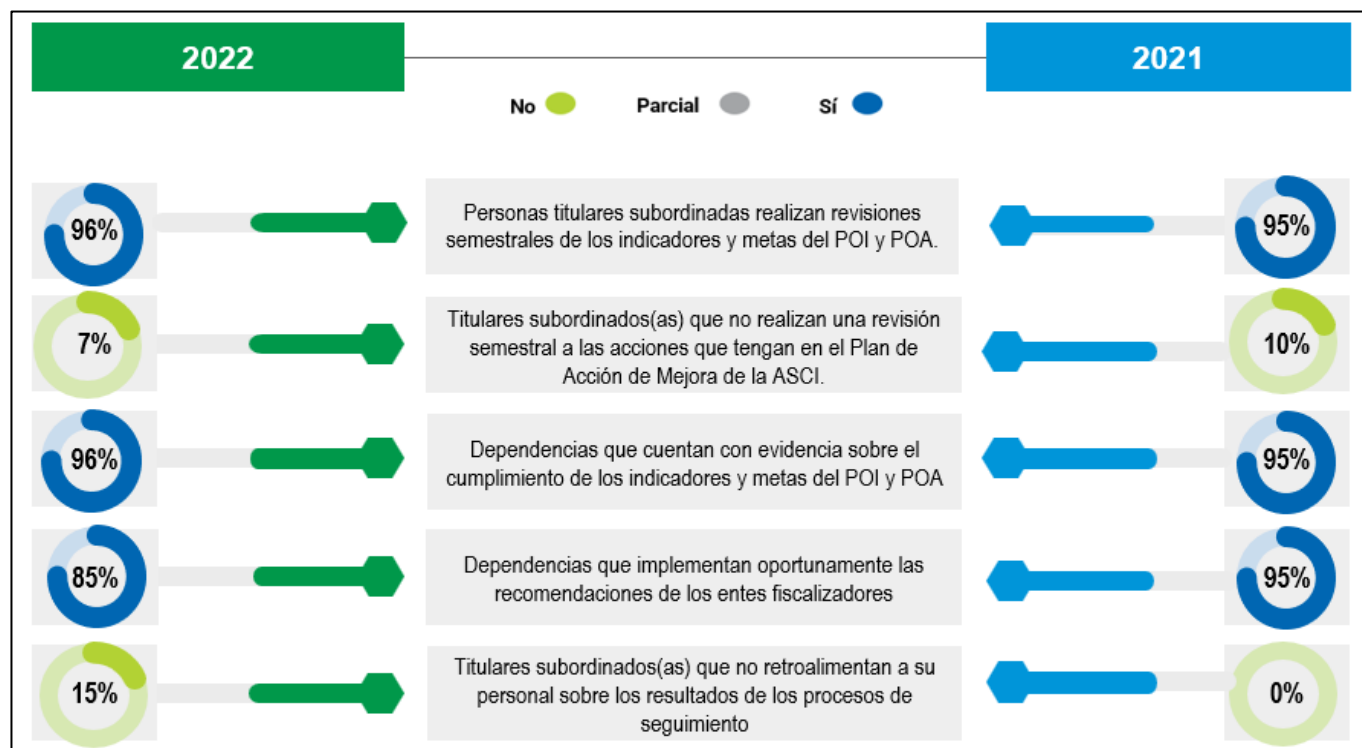 2022
2021
No
Parcial
Sí
96%
Personas titulares subordinadas realizan revisiones
semestrales de los indicadores y metas del POI y POA.
95%
7%
Titulares subordinados(as) que no realizan una revisión
semestral a las acciones que tengan en el Plan de
Acción de Mejora de la ASCI.
10%
96%
Dependencias que cuentan con evidencia sobre el
cumplimiento de los indicadores y metas del POI y POA
95%
85%
Dependencias que implementan oportunamente las
recomendaciones de los entes fiscalizadores
95%
15%
Titulares subordinados(as) que no retroalimentan a su
personal sobre los resultados de los procesos de
seguimiento
0%